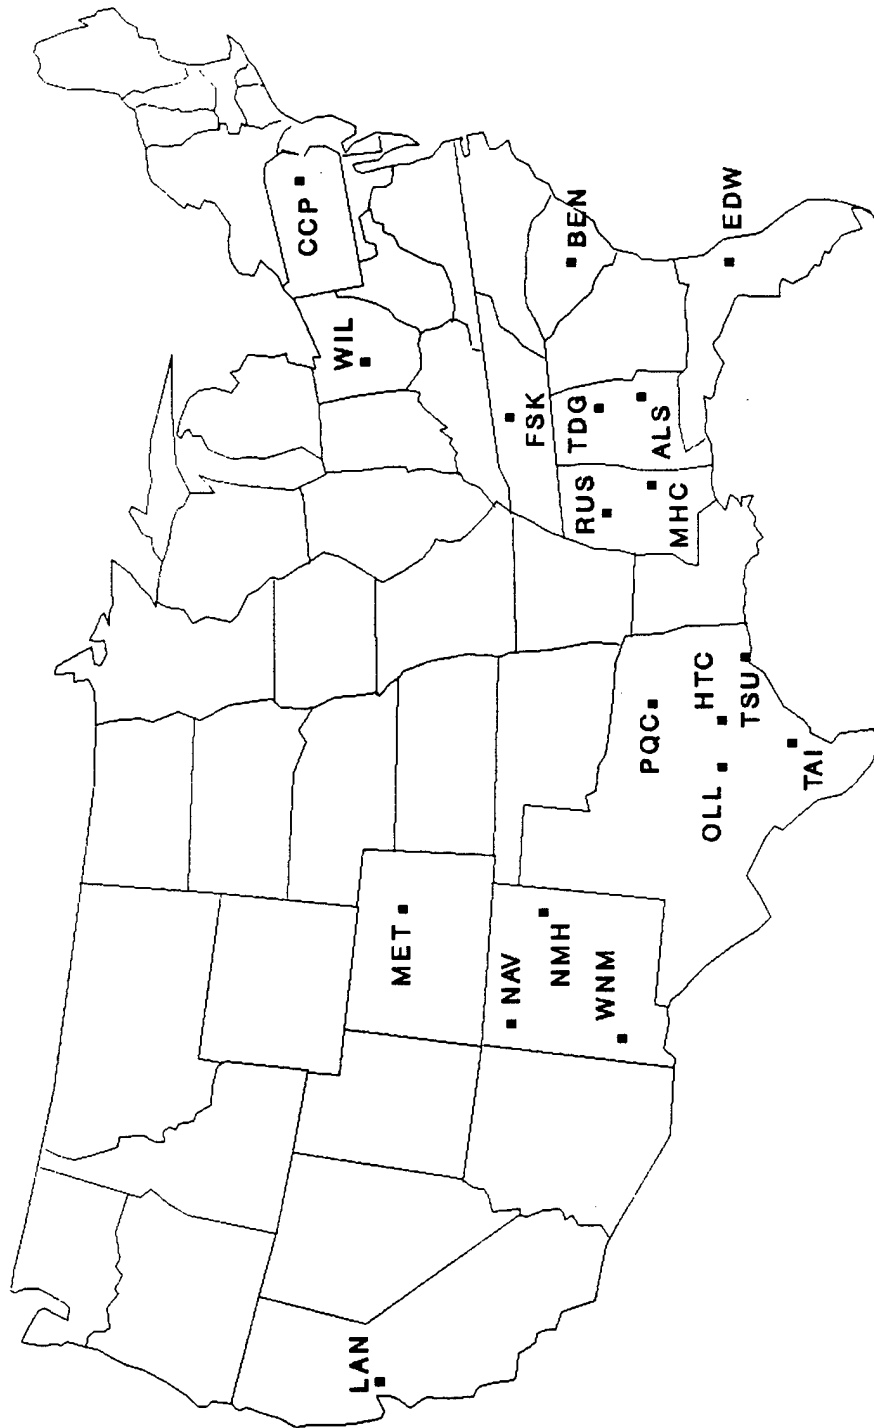 LAN
MET
NAV
NMH
WNM
PQC
OLL
HTC
TSU
TAI
RUS
MHC
TDG
ALS
FSK
WIL
CCP
BEN
EDW